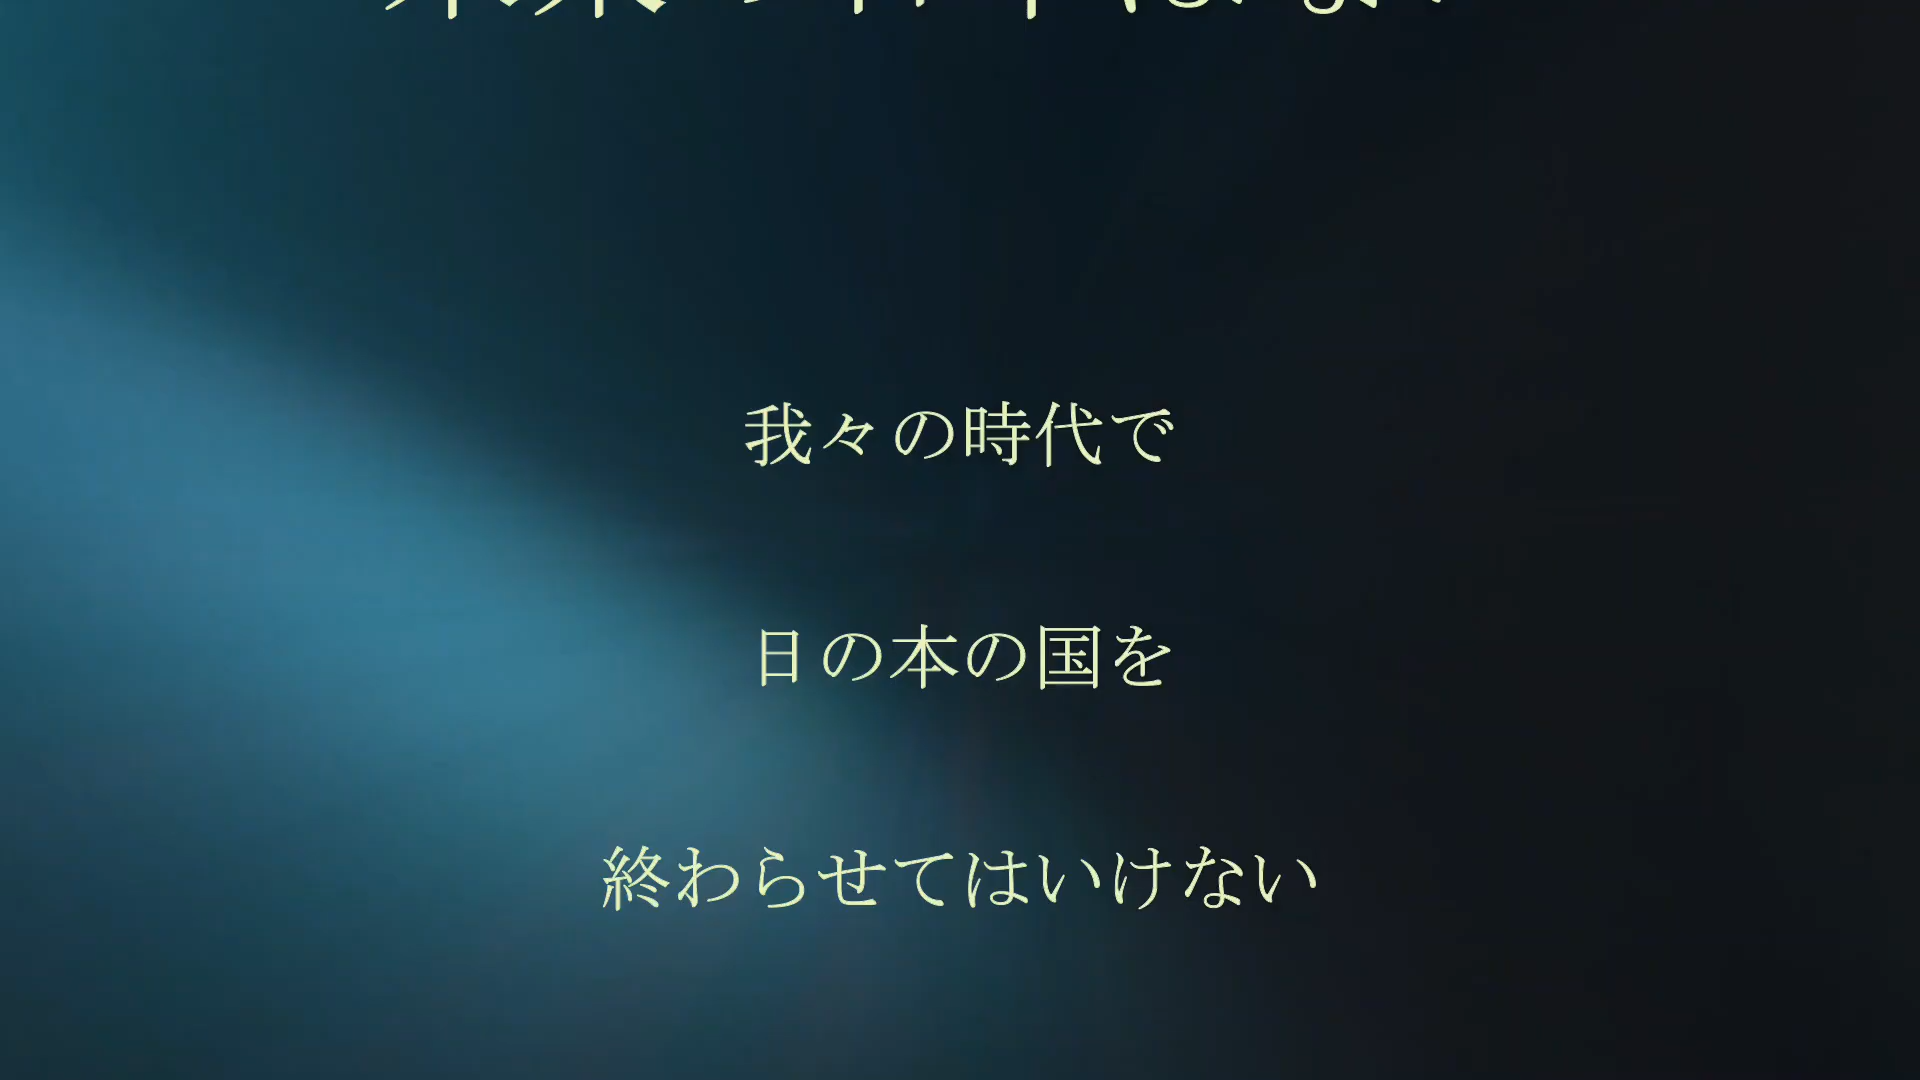 我々の時代で
日の本の国を
終わらせてはいけない